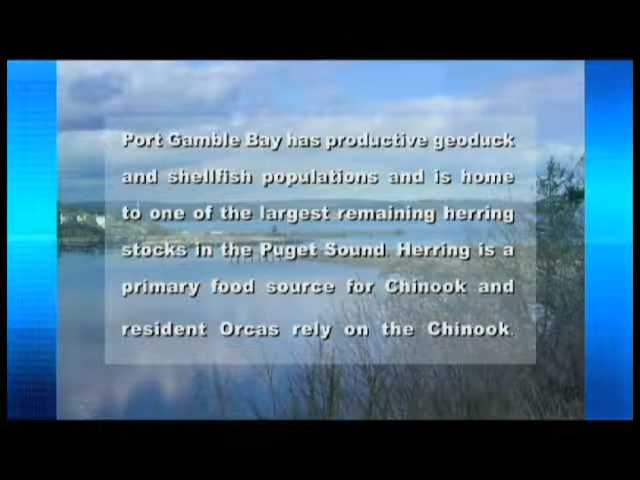 Port Gamble Bay has productive geoduck
and shellfish populations and is home
to one of the largest remaining herring
stocks in the Puget Sound. Herring is a
primary food source for Chinook and
resident Orcas rely on the Chinook.